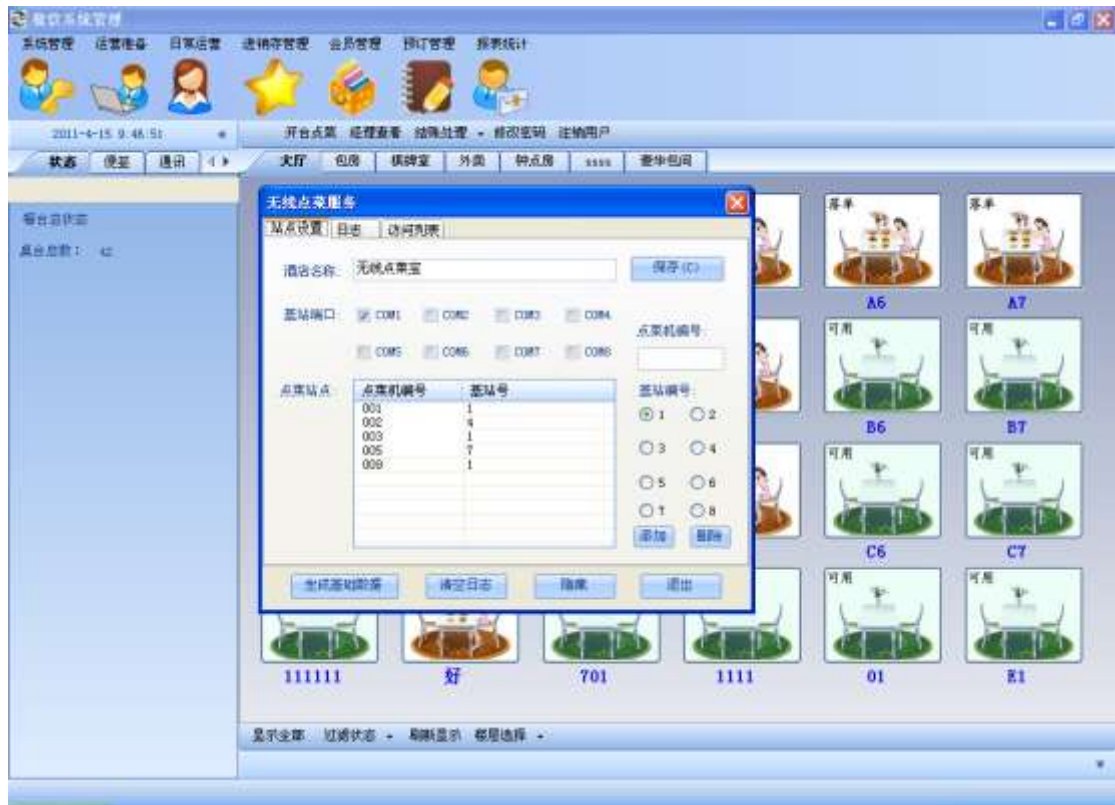 餐饮系统管理
系统管理 运营准备 日常运营 进销存管理 会员管理 预订管理 报表统计
2011-4-15 9:46:51
开台点菜 经理查看 结账处理 修改密码 注销用户
状态 便签 通讯
大厅 包房 棋牌室 外卖 钟点房 ssss 豪华包间
餐台总状态
桌台总数: 42
无线点菜服务
站点设置 日志 访问列表
酒店名称: 无线点菜宝 保存(C)
基站端口: COM1 COM2 COM3 COM4
COM5 COM6 COM7 COM8
点菜机编号:
点菜站点: 点菜机编号 基站号
001 1
002 4
003 1
005 7
009 1
基站编号:
1 2
3 4
5 6
7 8
添加 删除
生成基础数据 清空日志 隐藏 退出
落单 落单
A6 A7
可用 可用
B6 B7
可用 可用
C6 C7
可用 可用
111111 好 701 1111 01 E1
显示全部 过滤状态 刷新显示 楼层选择